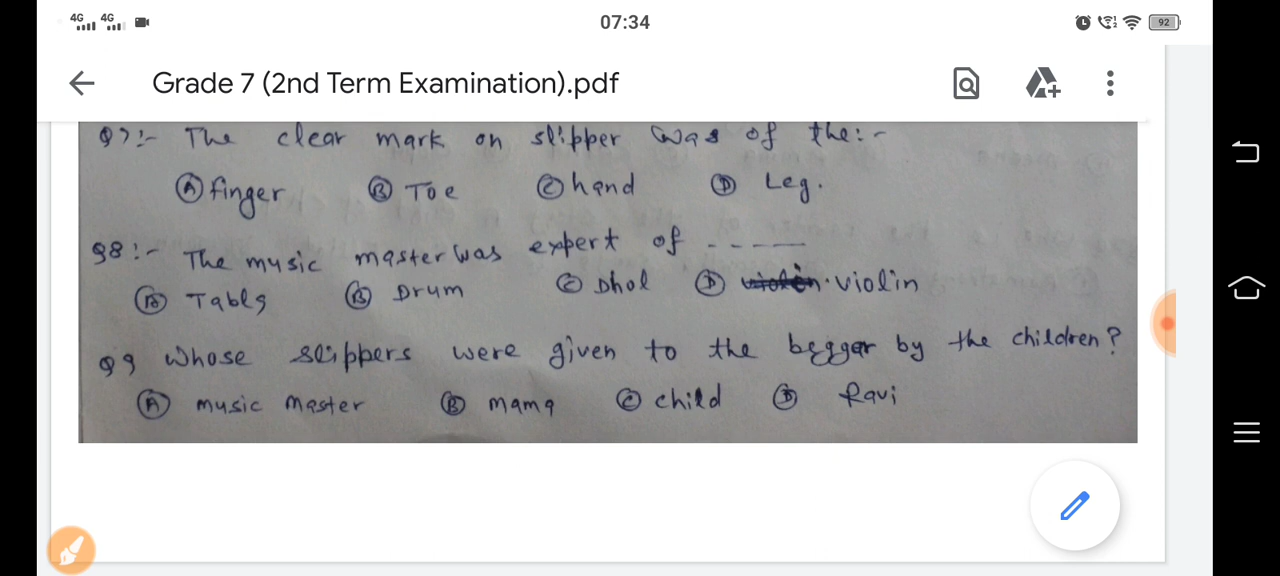 4G 4G 07:34 92
Grade 7 (2nd Term Examination).pdf
Q7:- The clear mark on slipper was of the:-
Ⓐ finger Ⓑ Toe Ⓒ hand Ⓓ Leg.
Q8:- The music master was expert of -----
Ⓐ Tabla Ⓑ Drum Ⓒ Dhol Ⓓ violin
Q9 Whose slippers were given to the beggar by the children?
Ⓐ music master Ⓑ mama Ⓒ child Ⓓ Ravi